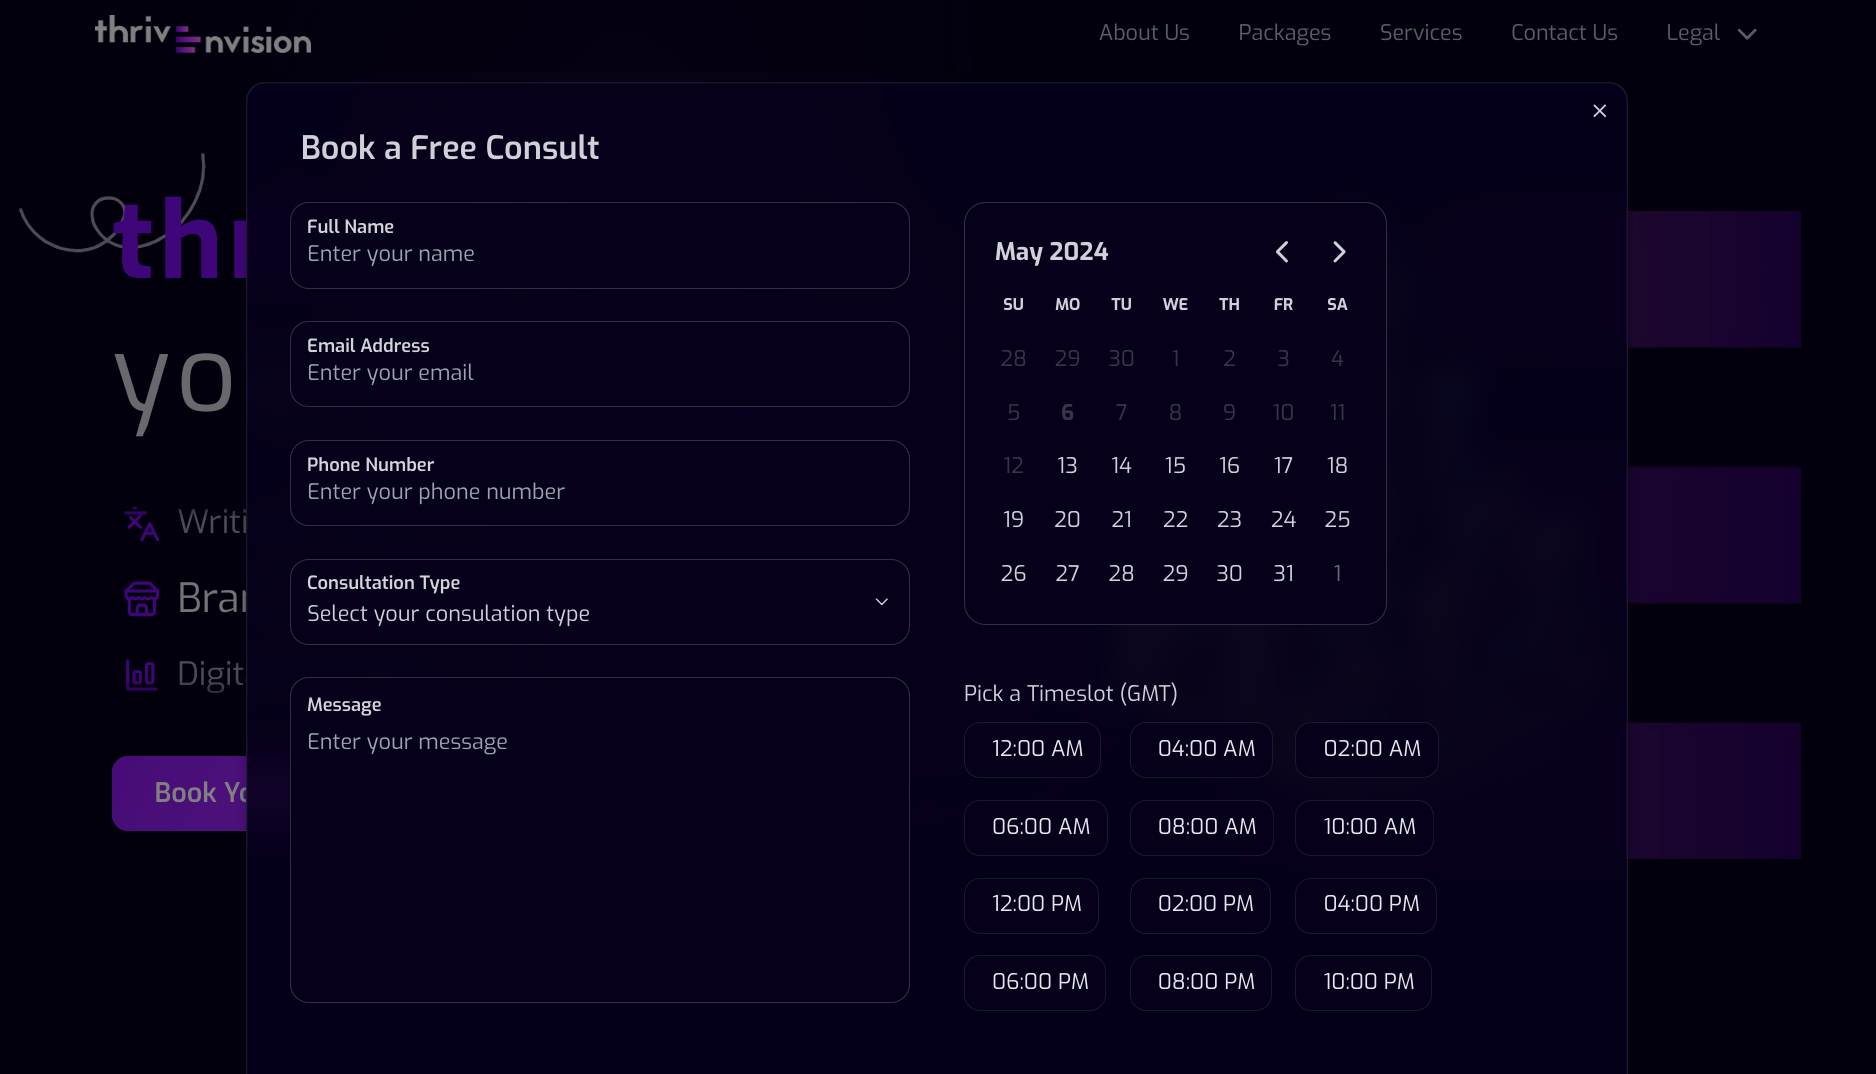 thrivEnvision
About Us Packages Services Contact Us Legal
Book a Free Consult
thr
yo
Writi
Brar
Digit
Book Yo
Full Name
Enter your name
Email Address
Enter your email
Phone Number
Enter your phone number
Consultation Type
Select your consulation type
Message
Enter your message
May 2024
SU MO TU WE TH FR SA
28 29 30 1 2 3 4
5 6 7 8 9 10 11
12 13 14 15 16 17 18
19 20 21 22 23 24 25
26 27 28 29 30 31 1
Pick a Timeslot (GMT)
12:00 AM 04:00 AM 02:00 AM
06:00 AM 08:00 AM 10:00 AM
12:00 PM 02:00 PM 04:00 PM
06:00 PM 08:00 PM 10:00 PM